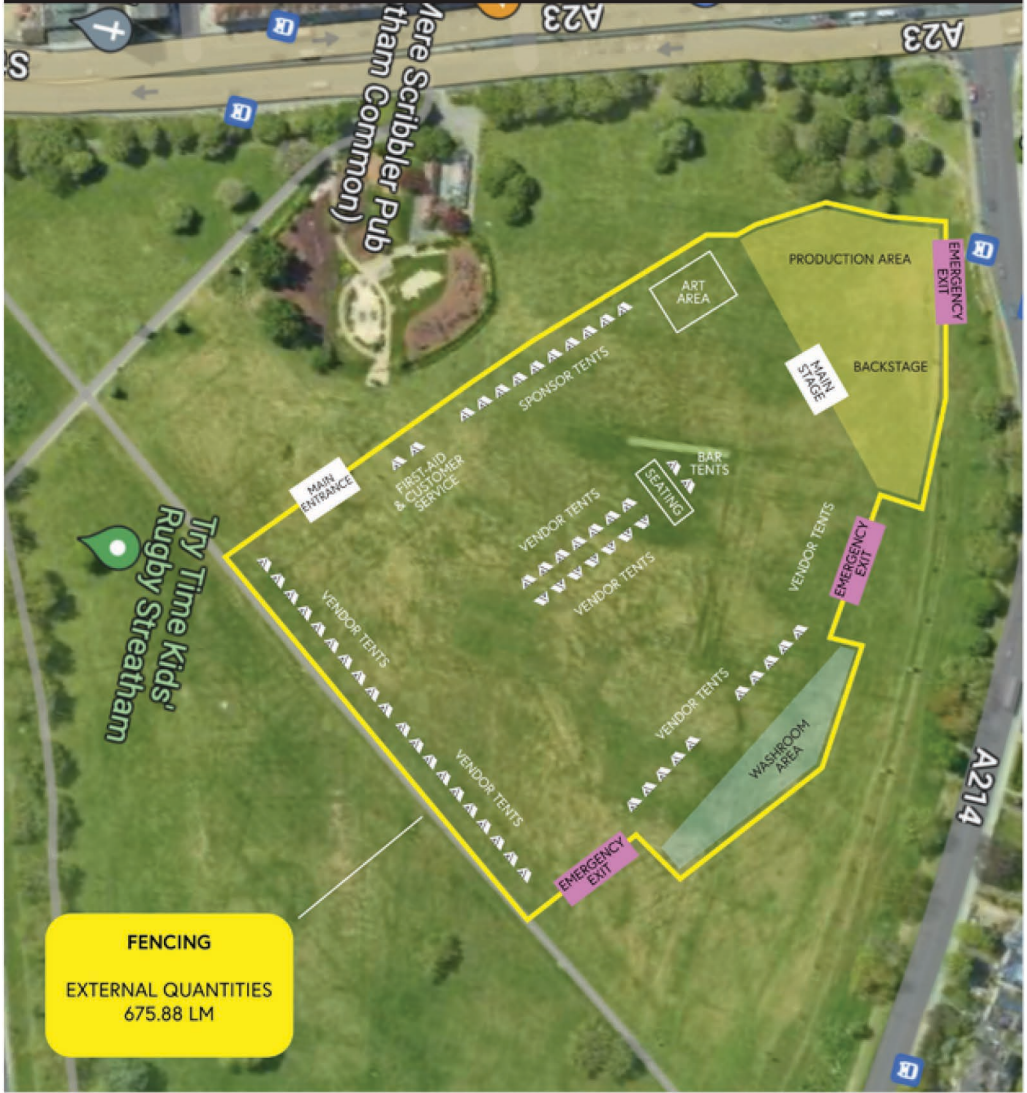 A23
A23
S
Mere Scribbler Pub
tham Common)
PRODUCTION AREA
EMERGENCY
EXIT
ART
AREA
MAIN
STAGE
BACKSTAGE
SPONSOR TENTS
FIRST-AID
& CUSTOMER
SERVICE
MAIN
ENTRANCE
BAR
TENTS
SEATING
VENDOR TENTS
VENDOR TENTS
VENDOR TENTS
EMERGENCY
EXIT
Try Time Kids'
Rugby Streatham
VENDOR TENTS
VENDOR TENTS
VENDOR TENTS
WASHROOM
AREA
A214
EMERGENCY
EXIT
FENCING
EXTERNAL QUANTITIES
675.88 LM